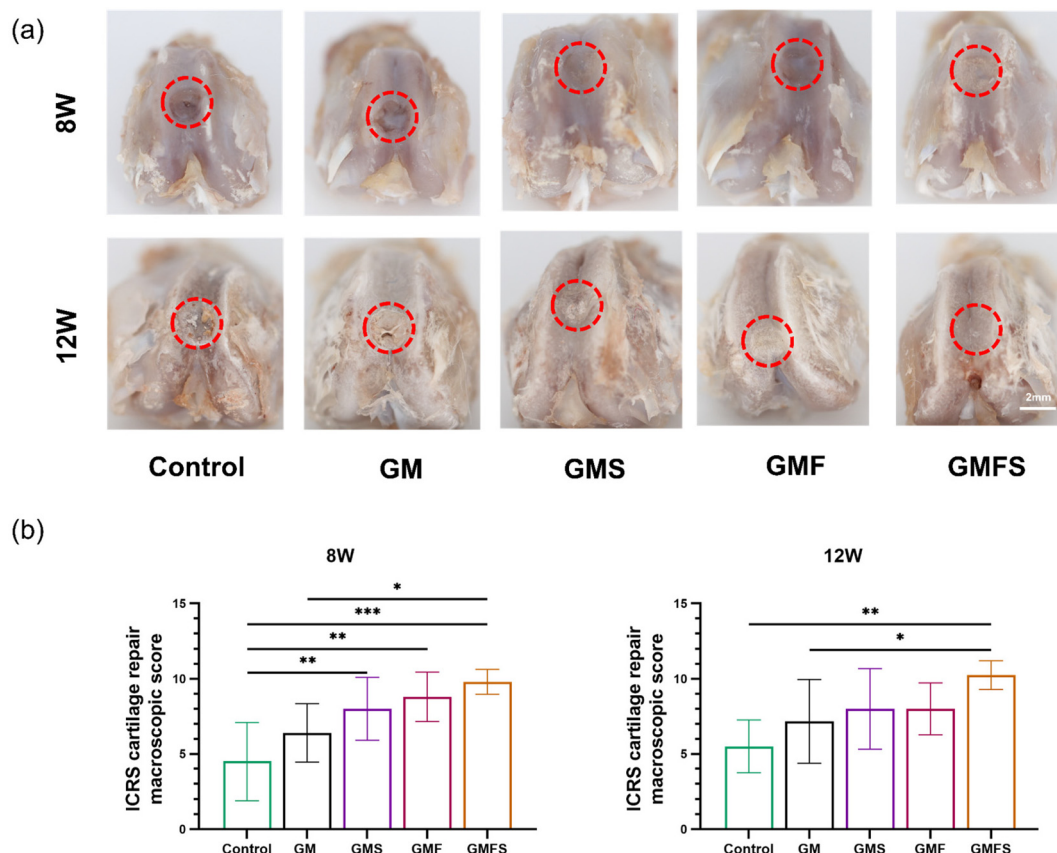 (a)
8W
12W
2mm
Control GM GMS GMF GMFS
(b)
8W
ICRS cartilage repair
macroscopic score
15
10
5
0
*
***
**
**
Control GM GMS GMF GMFS
12W
ICRS cartilage repair
macroscopic score
15
10
5
0
**
*
Control GM GMS GMF GMFS